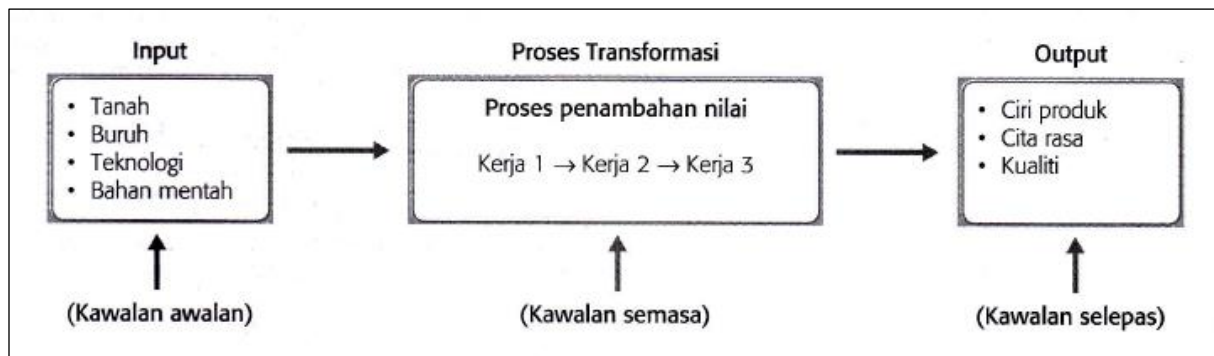 Input
• Tanah
• Buruh
• Teknologi
• Bahan mentah
(Kawalan awalan)
Proses Transformasi
Proses penambahan nilai
Kerja 1 → Kerja 2 → Kerja 3
(Kawalan semasa)
Output
• Ciri produk
• Cita rasa
• Kualiti
(Kawalan selepas)